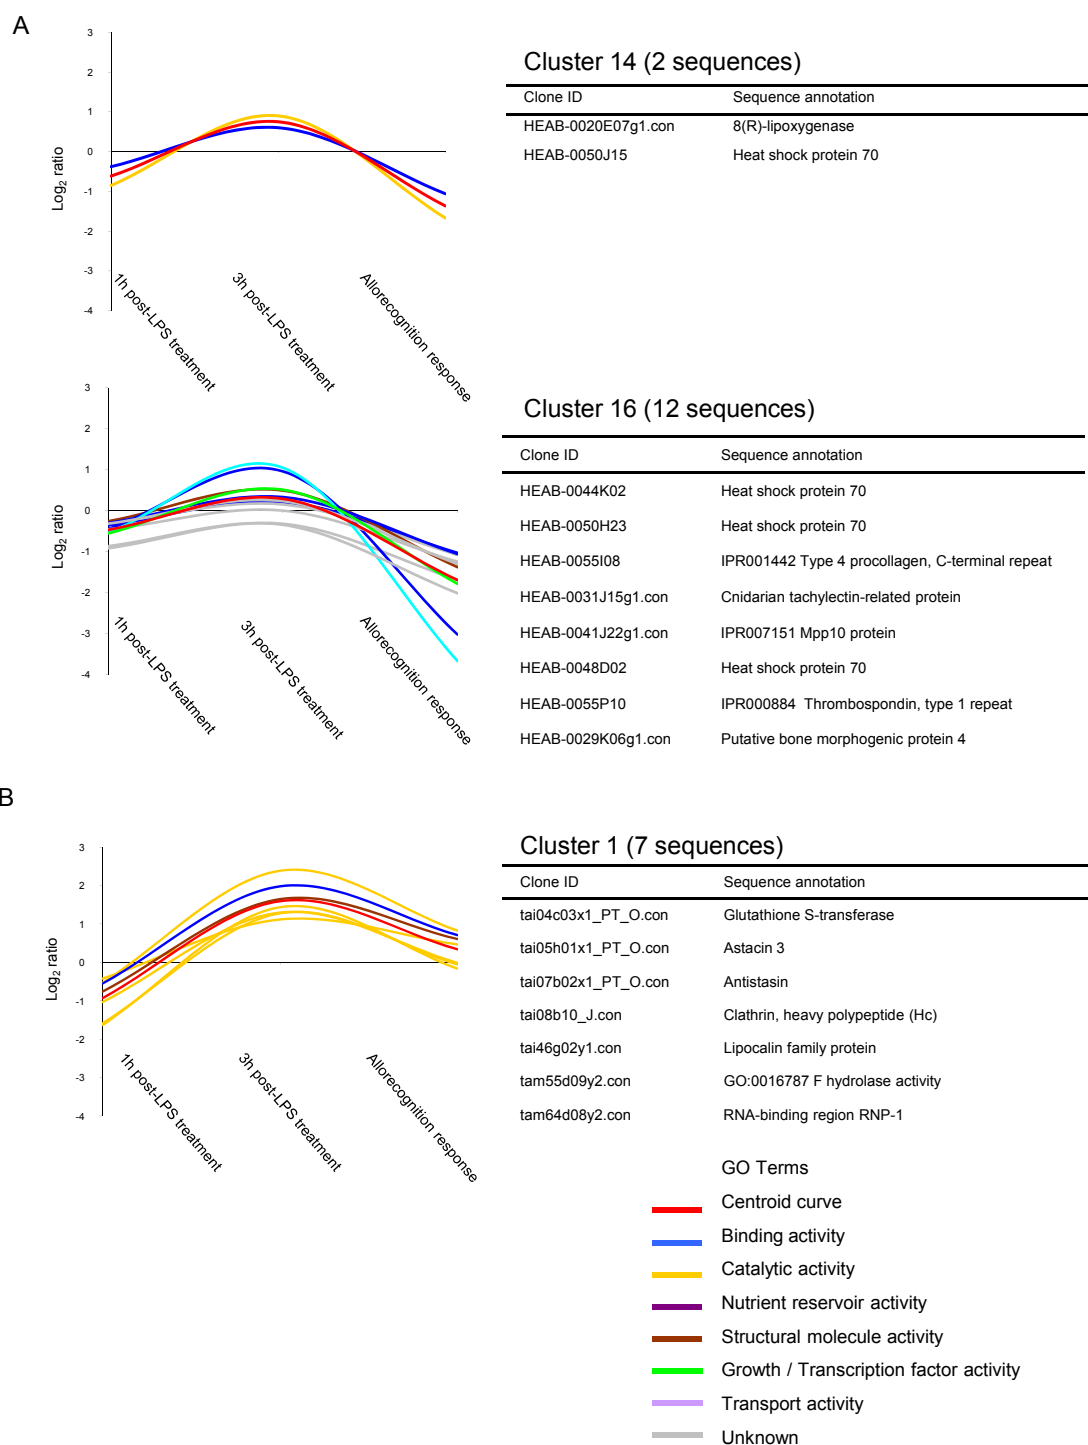 A
3
2
1
0
-1
-2
-3
-4
Log2 ratio
1h post-LPS treatment
3h post-LPS treatment
Allorecognition response
Cluster 14 (2 sequences)
Clone ID Sequence annotation
HEAB-0020E07g1.con 8(R)-lipoxygenase
HEAB-0050J15 Heat shock protein 70
3
2
1
0
-1
-2
-3
-4
Log2 ratio
1h post-LPS treatment
3h post-LPS treatment
Allorecognition response
Cluster 16 (12 sequences)
Clone ID Sequence annotation
HEAB-0044K02 Heat shock protein 70
HEAB-0050H23 Heat shock protein 70
HEAB-0055I08 IPR001442 Type 4 procollagen, C-terminal repeat
HEAB-0031J15g1.con Cnidarian tachylectin-related protein
HEAB-0041J22g1.con IPR007151 Mpp10 protein
HEAB-0048D02 Heat shock protein 70
HEAB-0055P10 IPR000884 Thrombospondin, type 1 repeat
HEAB-0029K06g1.con Putative bone morphogenic protein 4
B
3
2
1
0
-1
-2
-3
-4
Log2 ratio
1h post-LPS treatment
3h post-LPS treatment
Allorecognition response
Cluster 1 (7 sequences)
Clone ID Sequence annotation
tai04c03x1_PT_O.con Glutathione S-transferase
tai05h01x1_PT_O.con Astacin 3
tai07b02x1_PT_O.con Antistasin
tai08b10_J.con Clathrin, heavy polypeptide (Hc)
tai46g02y1.con Lipocalin family protein
tam55d09y2.con GO:0016787 F hydrolase activity
tam64d08y2.con RNA-binding region RNP-1
GO Terms
Centroid curve
Binding activity
Catalytic activity
Nutrient reservoir activity
Structural molecule activity
Growth / Transcription factor activity
Transport activity
Unknown